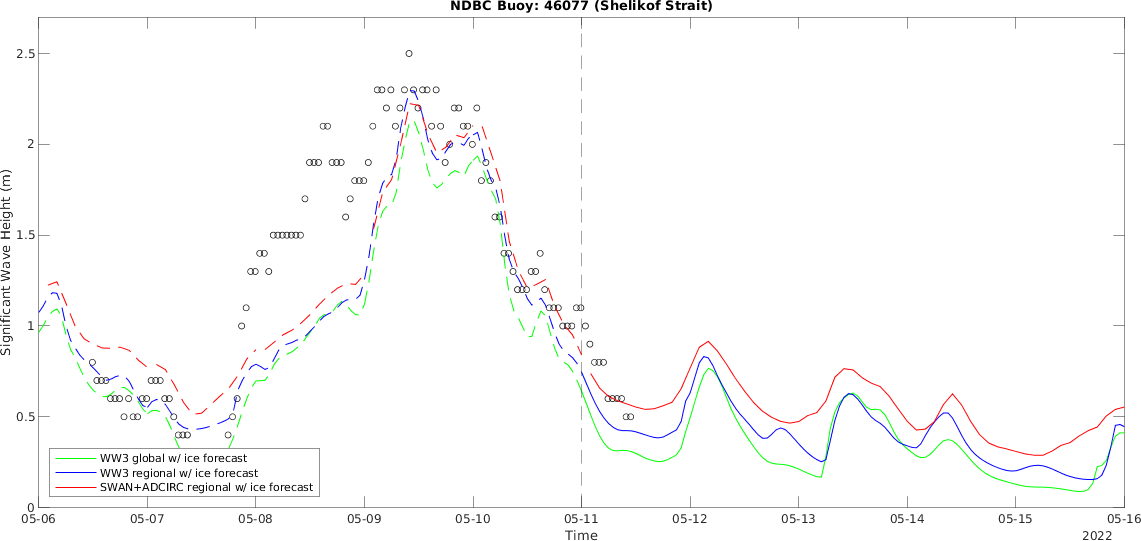 NDBC Buoy: 46077 (Shelikof Strait)
Significant Wave Height (m)
2.5
2
1.5
1
0.5
0
WW3 global w/ ice forecast
WW3 regional w/ ice forecast
SWAN+ADCIRC regional w/ ice forecast
05-06 05-07 05-08 05-09 05-10 05-11 05-12 05-13 05-14 05-15 05-16
Time
2022